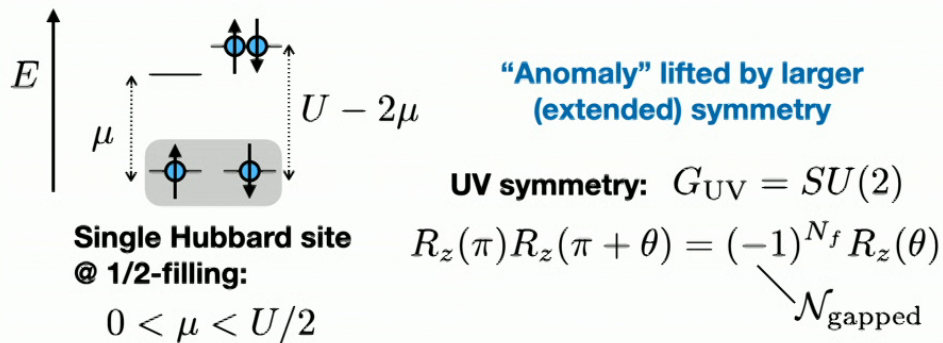 E
μ
U − 2μ
Single Hubbard site
@ 1/2-filling:
0 < μ < U/2
“Anomaly” lifted by larger
(extended) symmetry
UV symmetry: G_UV = SU(2)
R_z(π)R_z(π + θ) = (−1)^{N_f} R_z(θ)
𝒩_gapped